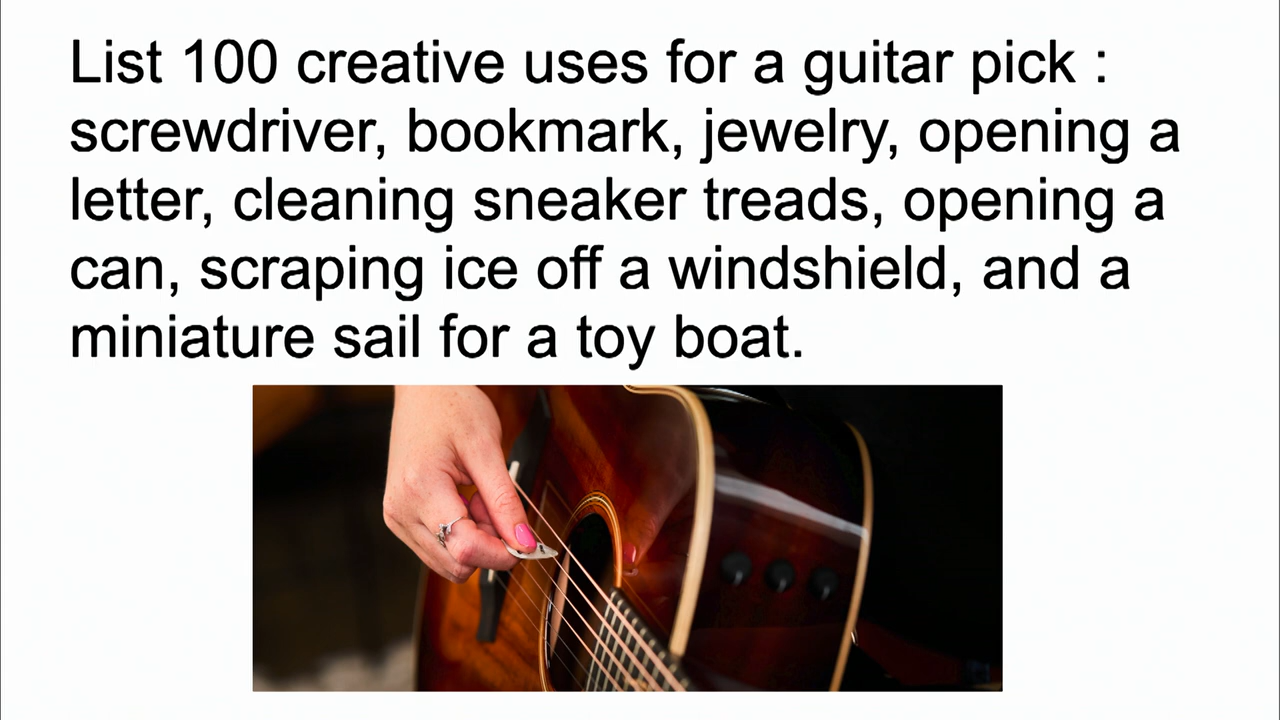 List 100 creative uses for a guitar pick :
screwdriver, bookmark, jewelry, opening a
letter, cleaning sneaker treads, opening a
can, scraping ice off a windshield, and a
miniature sail for a toy boat.